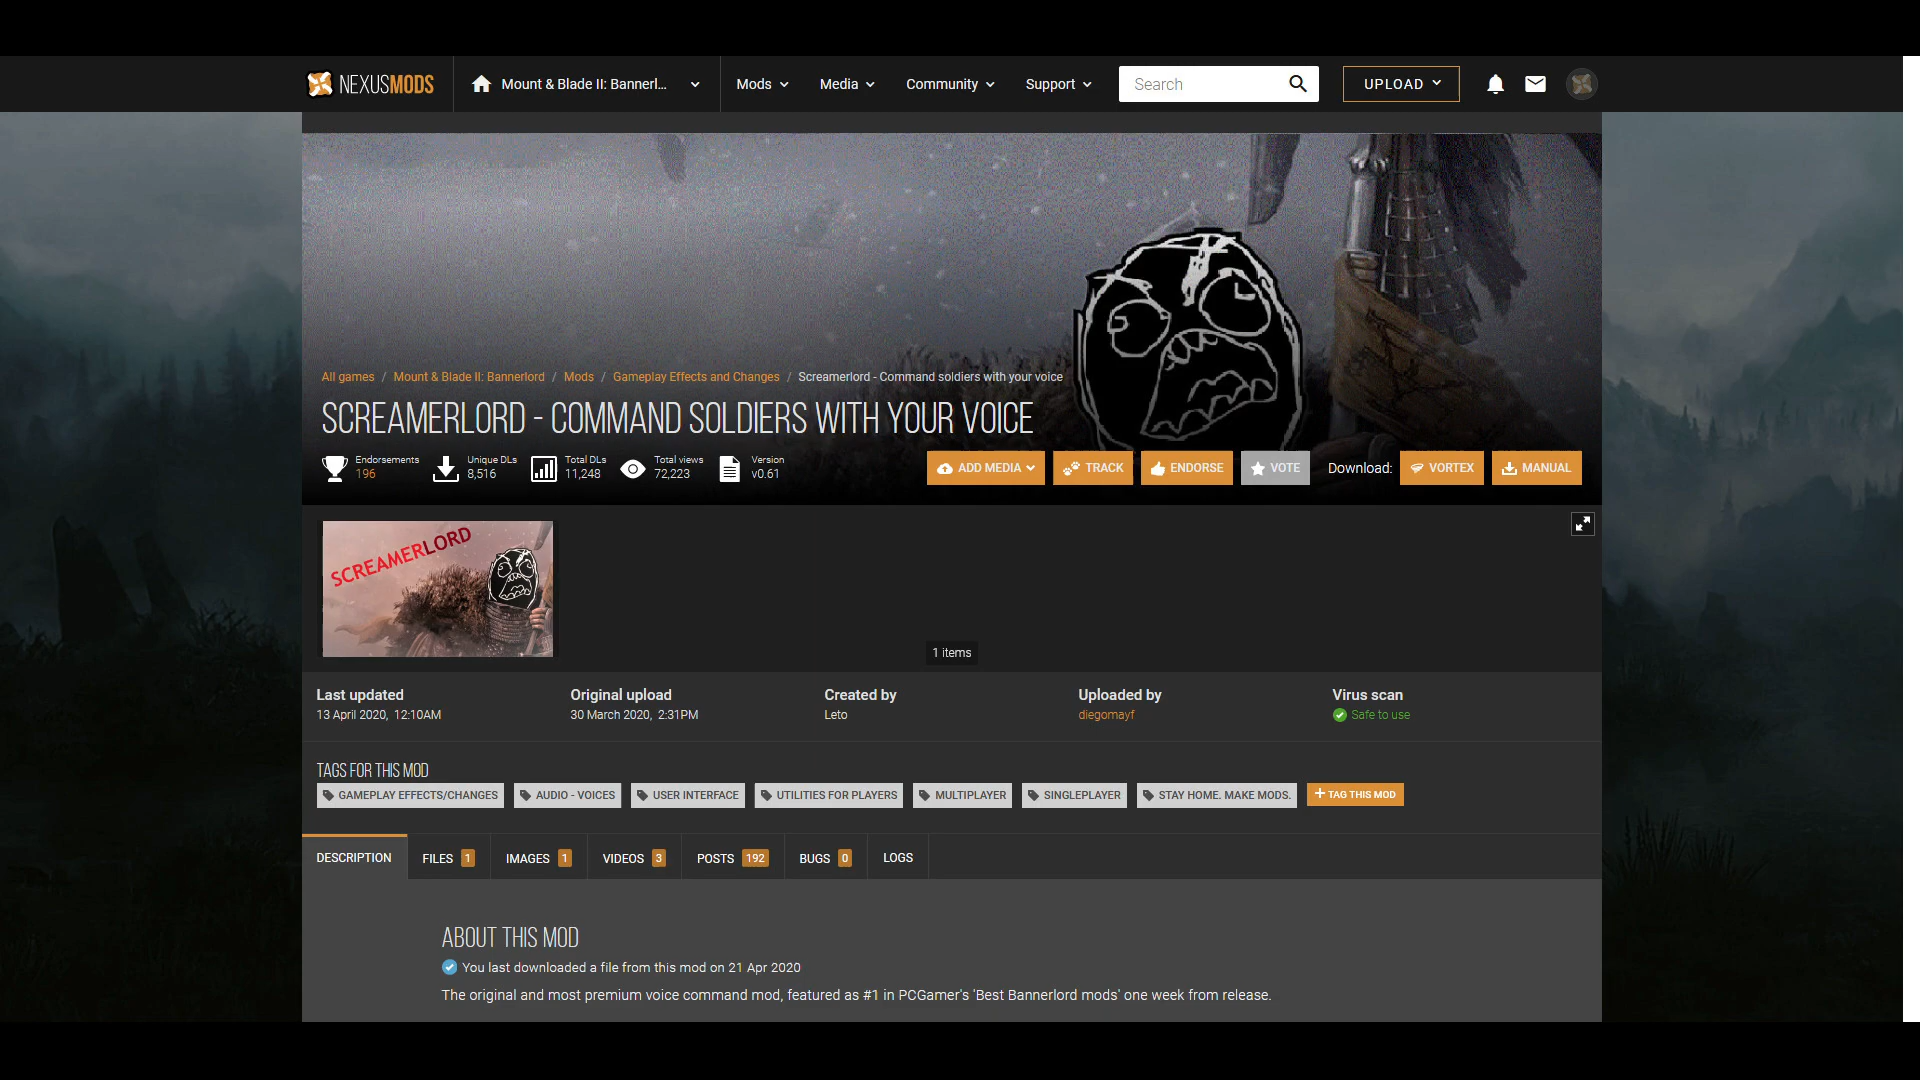 NEXUSMODS
Mount & Blade II: Bannerl...
Mods
Media
Community
Support
Search
UPLOAD
All games / Mount & Blade II: Bannerlord / Mods / Gameplay Effects and Changes / Screamerlord - Command soldiers with your voice
SCREAMERLORD - COMMAND SOLDIERS WITH YOUR VOICE
Endorsements
196
Unique DLs
8,516
Total DLs
11,248
Total views
72,223
Version
v0.61
ADD MEDIA
TRACK
ENDORSE
VOTE
Download:
VORTEX
MANUAL
SCREAMERLORD
1 items
Last updated
13 April 2020, 12:10AM
Original upload
30 March 2020, 2:31PM
Created by
Leto
Uploaded by
diegomayf
Virus scan
Safe to use
TAGS FOR THIS MOD
GAMEPLAY EFFECTS/CHANGES
AUDIO - VOICES
USER INTERFACE
UTILITIES FOR PLAYERS
MULTIPLAYER
SINGLEPLAYER
STAY HOME. MAKE MODS.
+ TAG THIS MOD
DESCRIPTION
FILES 1
IMAGES 1
VIDEOS 3
POSTS 192
BUGS 0
LOGS
ABOUT THIS MOD
You last downloaded a file from this mod on 21 Apr 2020
The original and most premium voice command mod, featured as #1 in PCGamer's 'Best Bannerlord mods' one week from release.